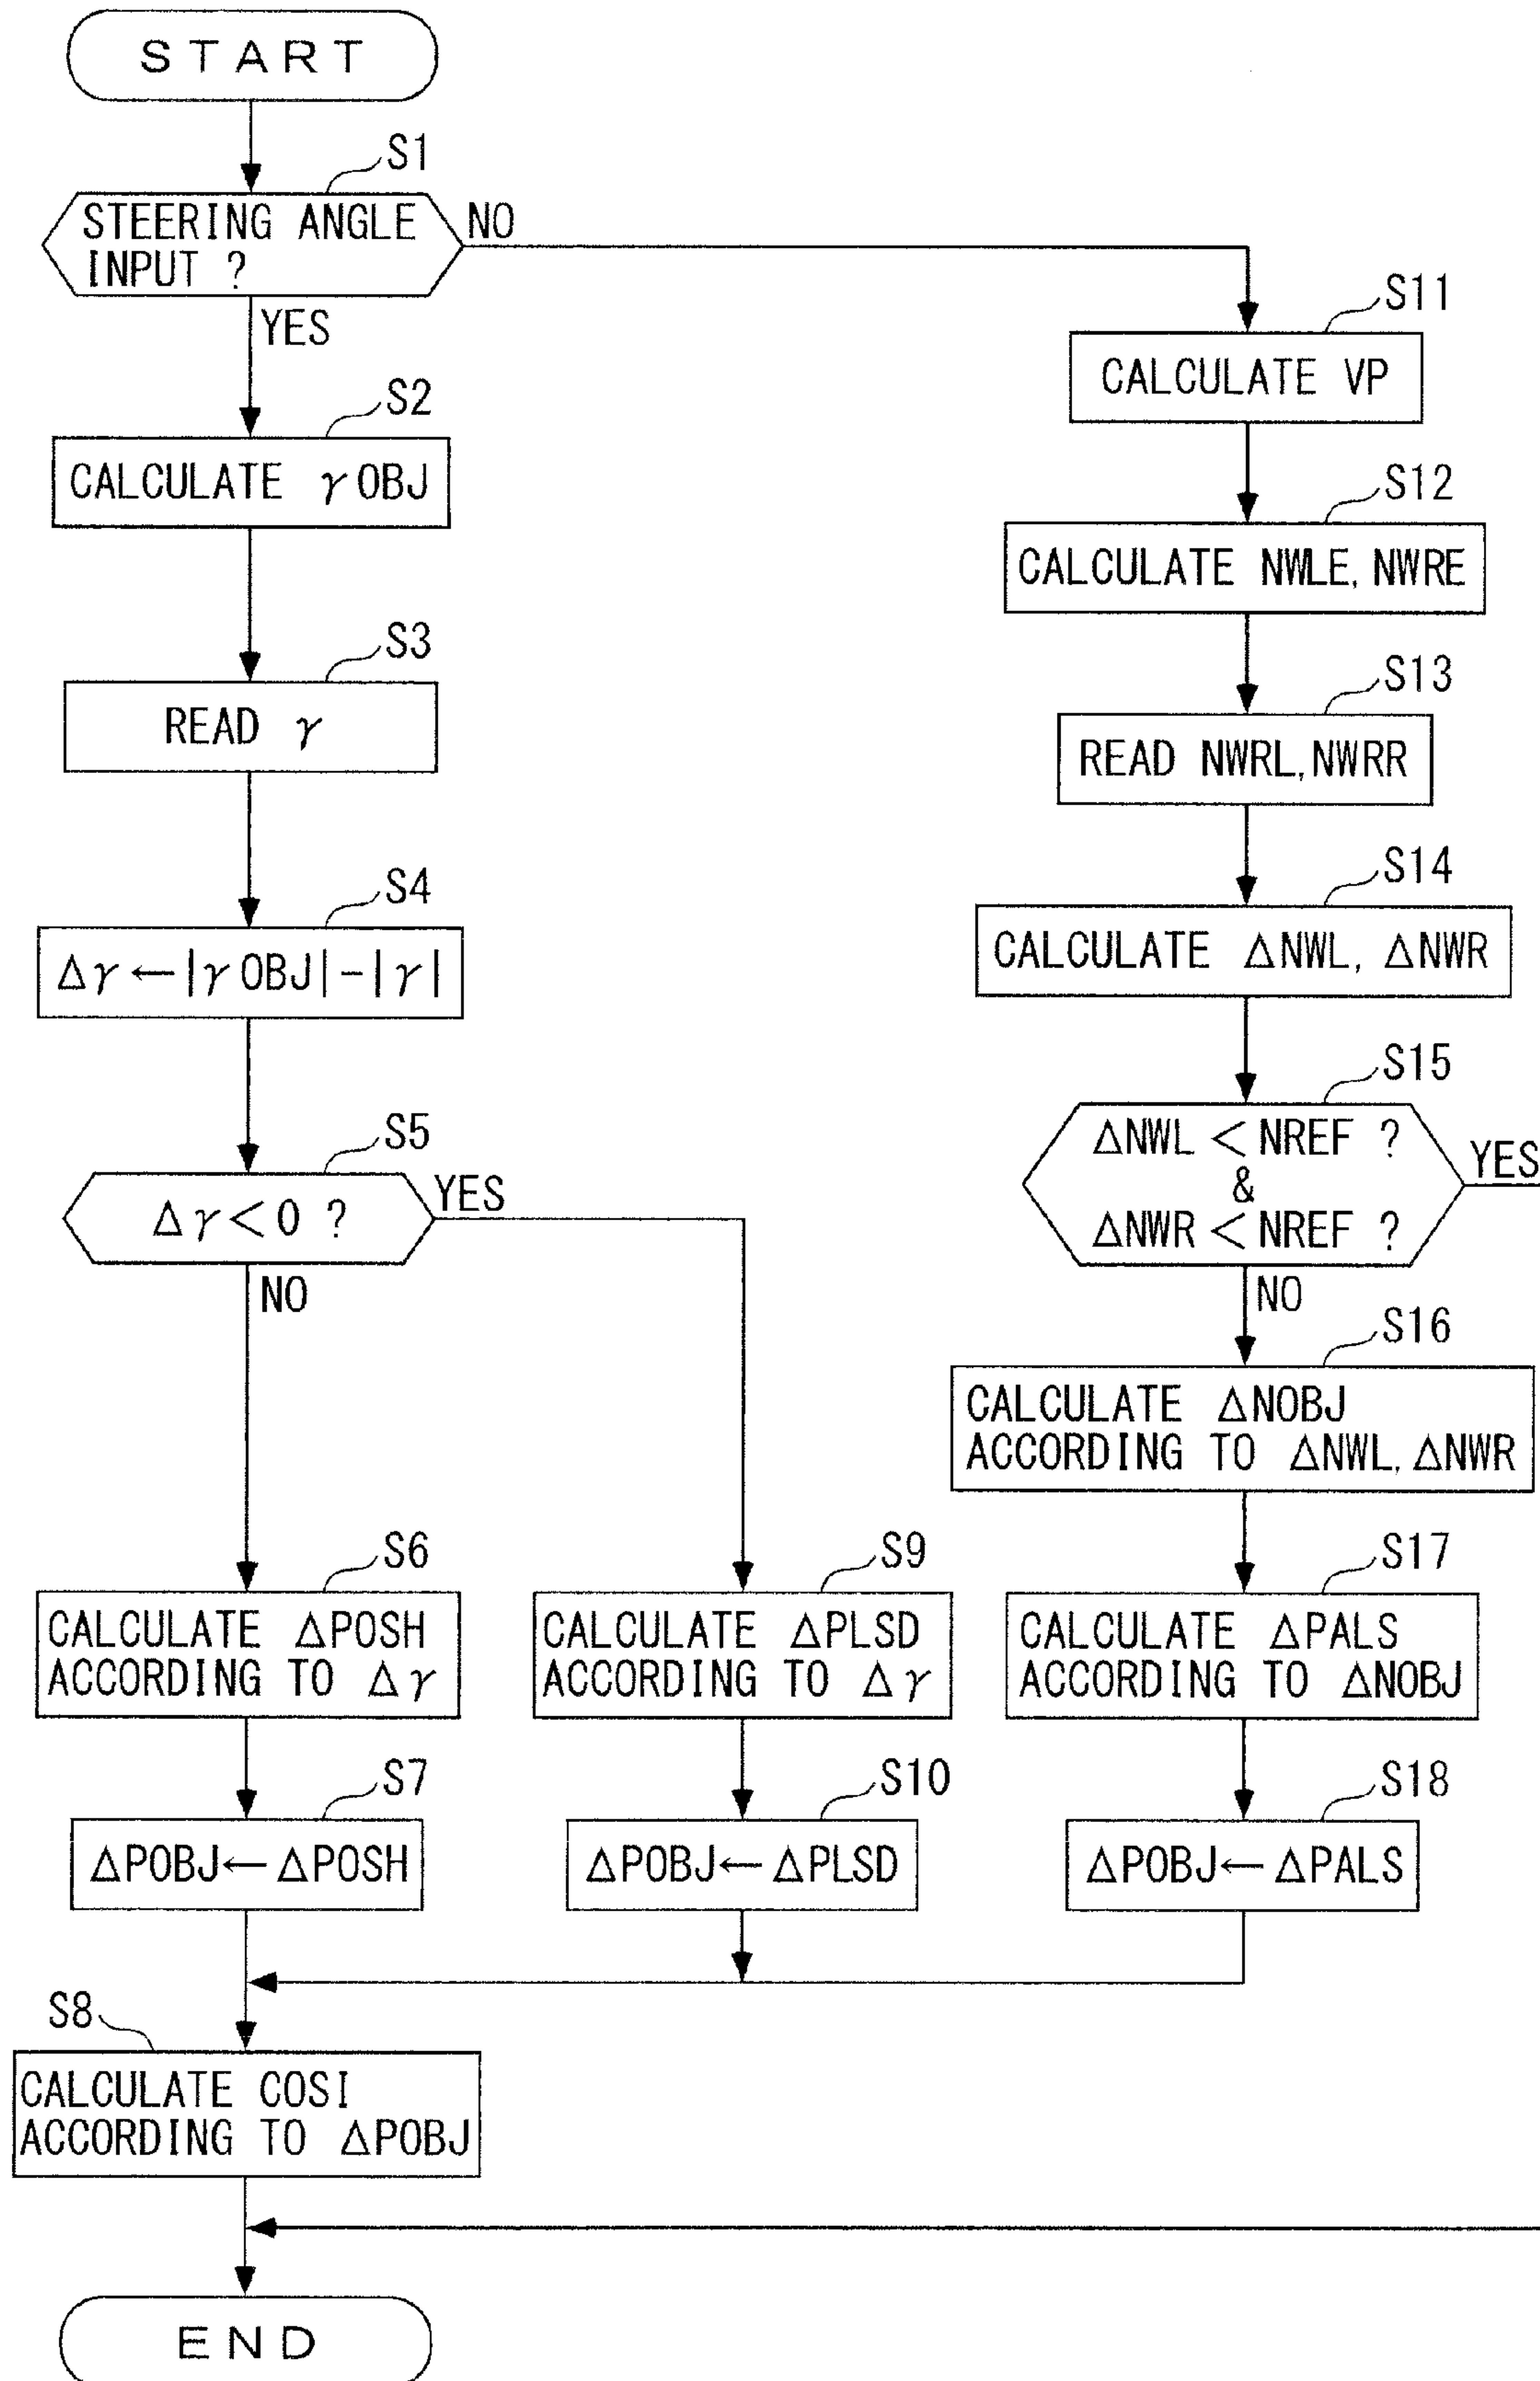 START
S1
STEERING ANGLE
INPUT ?
NO
YES
S2
CALCULATE γOBJ
S3
READ γ
S4
Δγ←|γOBJ|-|γ|
S5
Δγ<0 ?
YES
NO
S6
CALCULATE ΔPOSH
ACCORDING TO Δγ
S7
ΔPOBJ←ΔPOSH
S9
CALCULATE ΔPLSD
ACCORDING TO Δγ
S10
ΔPOBJ←ΔPLSD
S11
CALCULATE VP
S12
CALCULATE NWLE,NWRE
S13
READ NWRL,NWRR
S14
CALCULATE ΔNWL, ΔNWR
S15
ΔNWL <NREF ?
&
ΔNWR <NREF ?
YES
NO
S16
CALCULATE ΔNOBJ
ACCORDING TO ΔNWL,ΔNWR
S17
CALCULATE ΔPALS
ACCORDING TO ΔNOBJ
S18
ΔPOBJ←ΔPALS
S8
CALCULATE COSI
ACCORDING TO ΔPOBJ
END